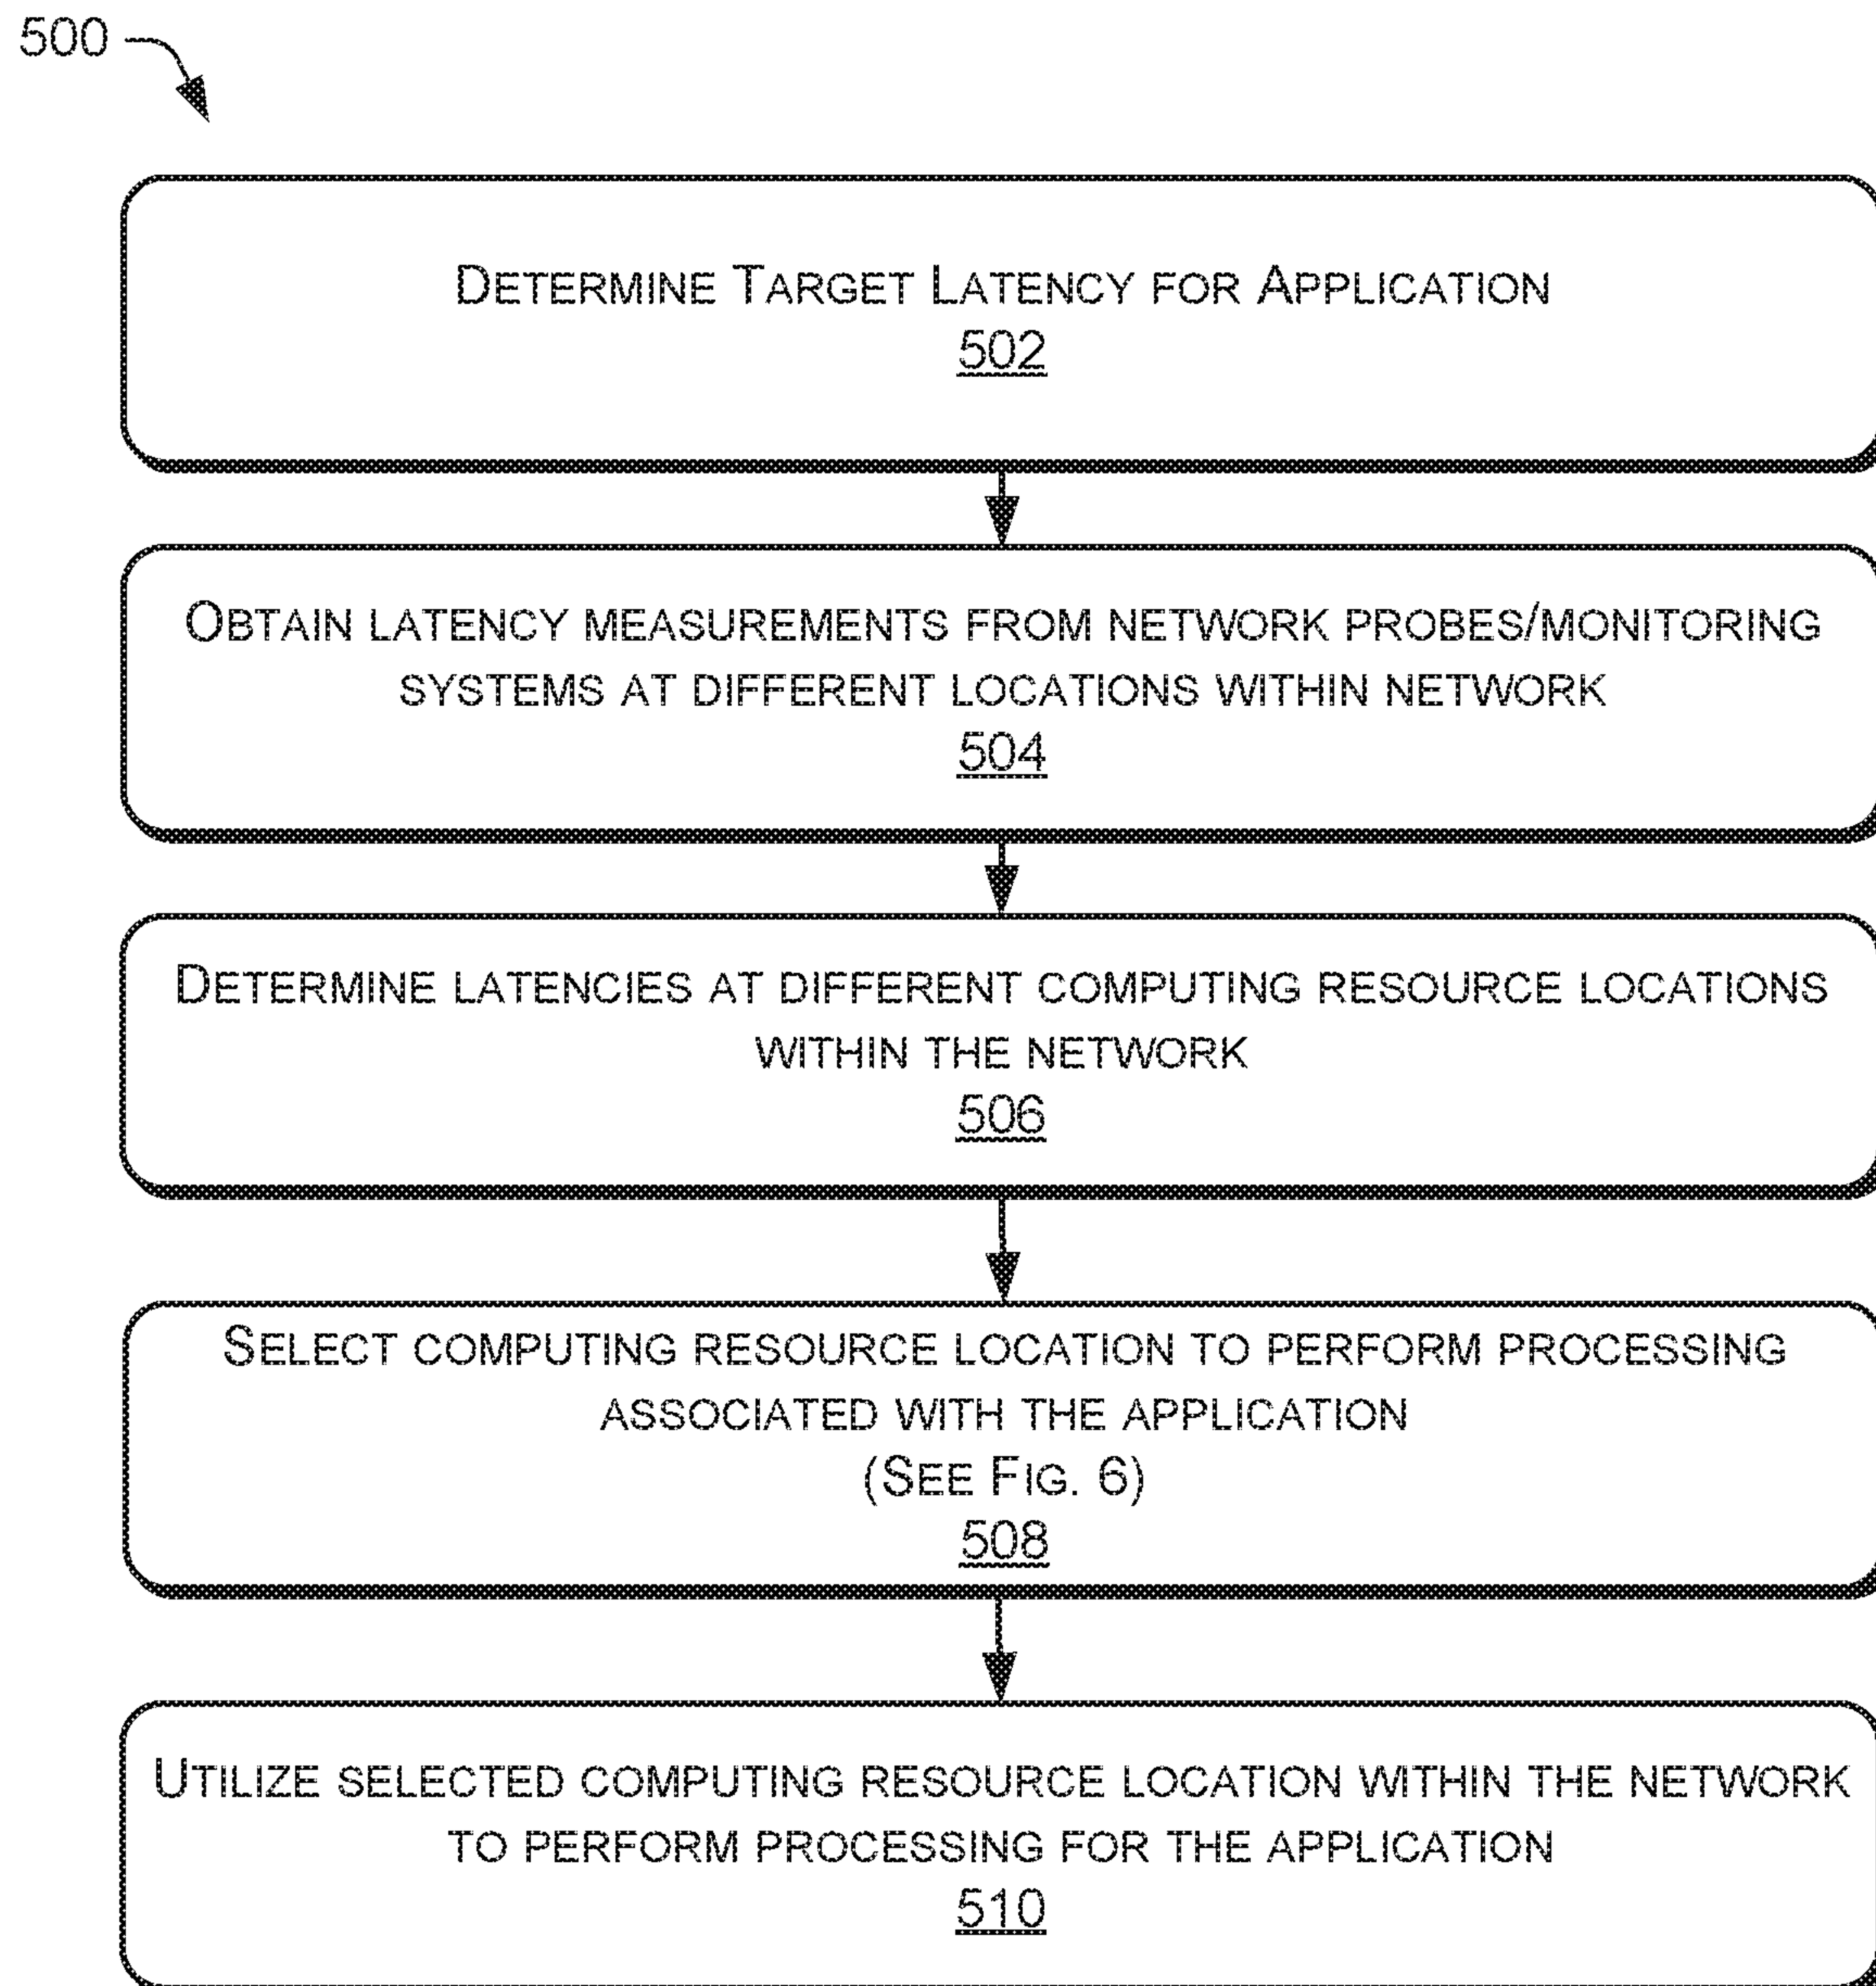 500
Determine Target Latency for Application
502
Obtain latency measurements from network probes/monitoring
systems at different locations within network
504
Determine latencies at different computing resource locations
within the network
506
Select computing resource location to perform processing
associated with the application
(See Fig. 6)
508
Utilize selected computing resource location within the network
to perform processing for the application
510